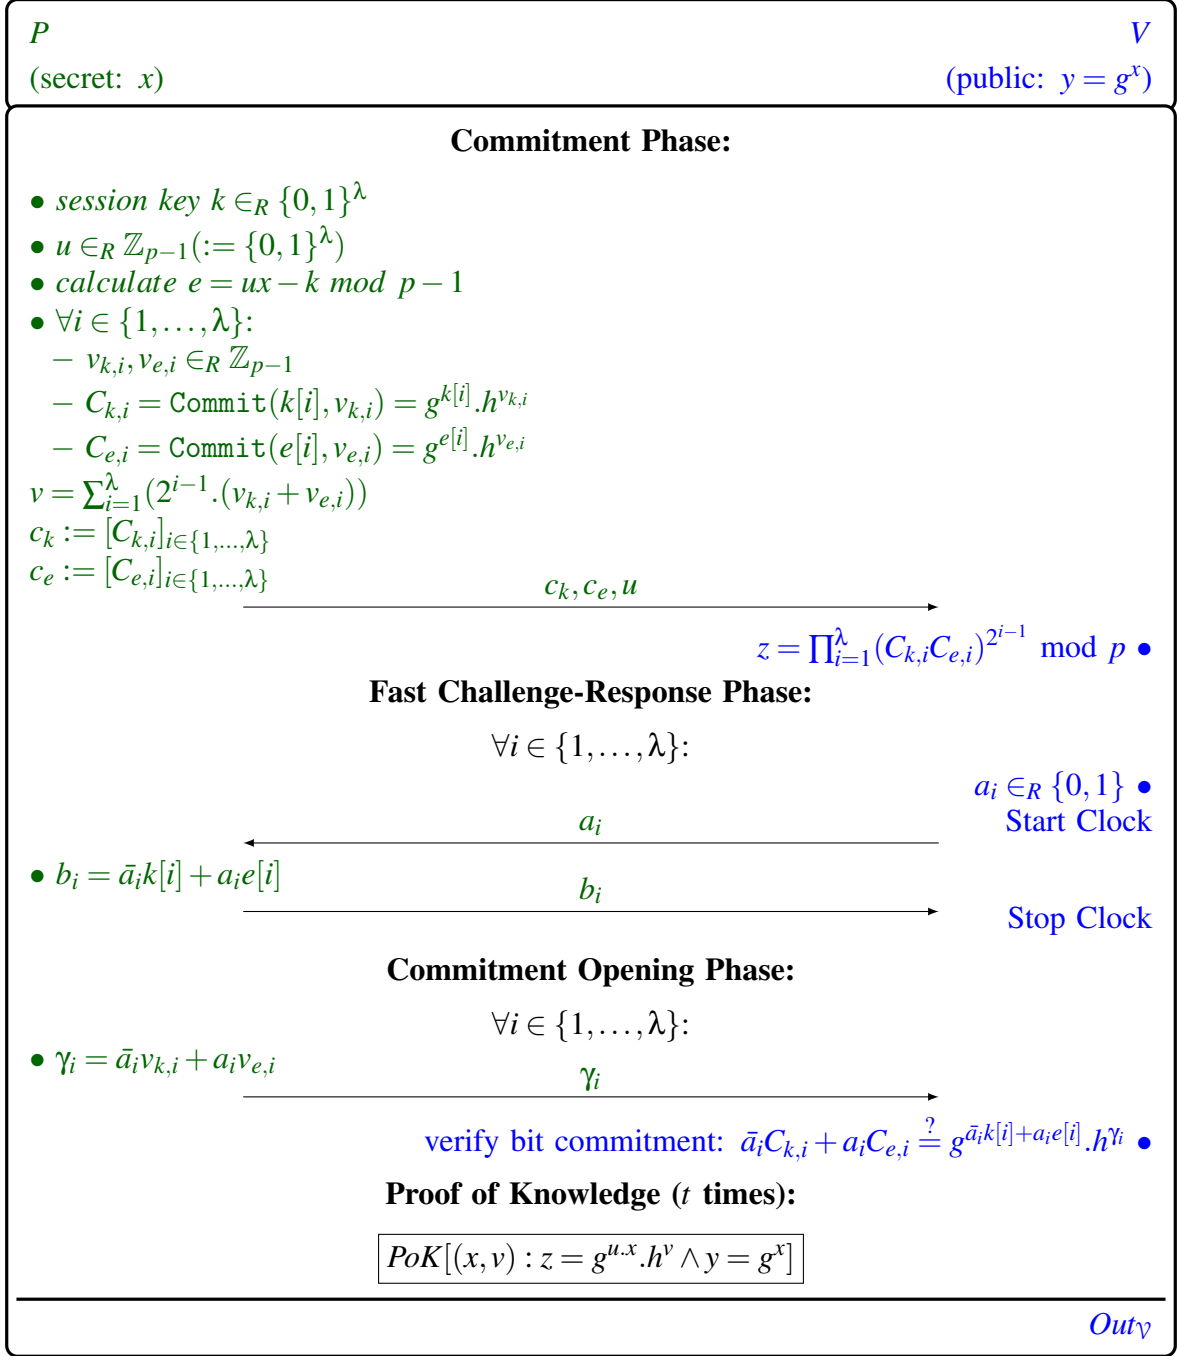 P V
(secret: x) (public: y = g^x)
Commitment Phase:
• session key k ∈_R {0,1}^λ
• u ∈_R ℤ_{p−1}(:= {0,1}^λ)
• calculate e = ux − k mod p − 1
• ∀i ∈ {1,…,λ}:
− v_{k,i}, v_{e,i} ∈_R ℤ_{p−1}
− C_{k,i} = Commit(k[i], v_{k,i}) = g^{k[i]}.h^{v_{k,i}}
− C_{e,i} = Commit(e[i], v_{e,i}) = g^{e[i]}.h^{v_{e,i}}
v = ∑_{i=1}^λ(2^{i−1}.(v_{k,i} + v_{e,i}))
c_k := [C_{k,i}]_{i∈{1,...,λ}}
c_e := [C_{e,i}]_{i∈{1,...,λ}}
c_k, c_e, u
z = ∏_{i=1}^λ(C_{k,i}C_{e,i})^{2^{i−1}} mod p •
Fast Challenge-Response Phase:
∀i ∈ {1,…,λ}:
a_i ∈_R {0,1} •
Start Clock
a_i
• b_i = ā_i k[i] + a_i e[i]
b_i
Stop Clock
Commitment Opening Phase:
∀i ∈ {1,…,λ}:
• γ_i = ā_i v_{k,i} + a_i v_{e,i}
γ_i
verify bit commitment: ā_i C_{k,i} + a_i C_{e,i} ≟ g^{ā_i k[i]+a_i e[i]}.h^{γ_i} •
Proof of Knowledge (t times):
PoK[(x,v) : z = g^{u.x}.h^v ∧ y = g^x]
Out_𝒱